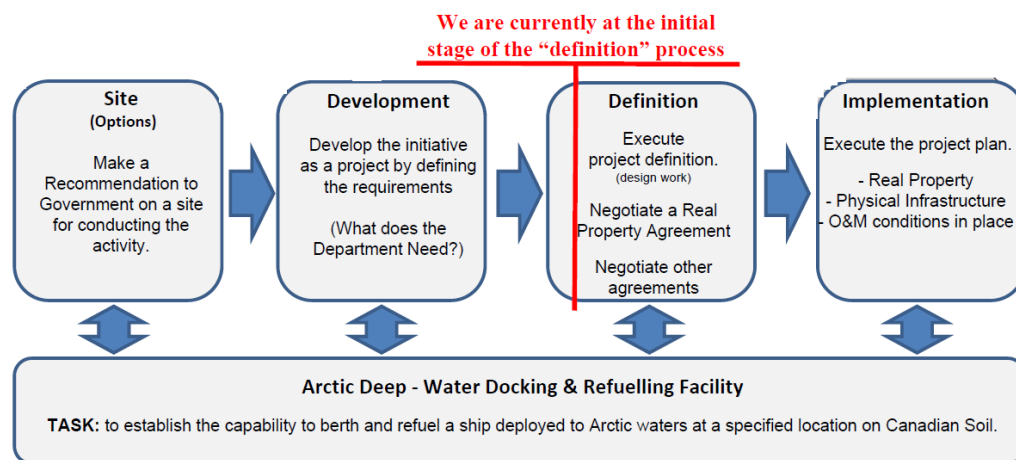 We are currently at the initial
stage of the “definition” process
Site
(Options)
Make a
Recommendation to
Government on a site
for conducting the
activity.
Development
Develop the initiative
as a project by defining
the requirements
(What does the
Department Need?)
Definition
Execute
project definition.
(design work)
Negotiate a Real
Property Agreement
Negotiate other
agreements
Implementation
Execute the project plan.
- Real Property
- Physical Infrastructure
- O&M conditions in place
Arctic Deep - Water Docking & Refuelling Facility
TASK: to establish the capability to berth and refuel a ship deployed to Arctic waters at a specified location on Canadian Soil.